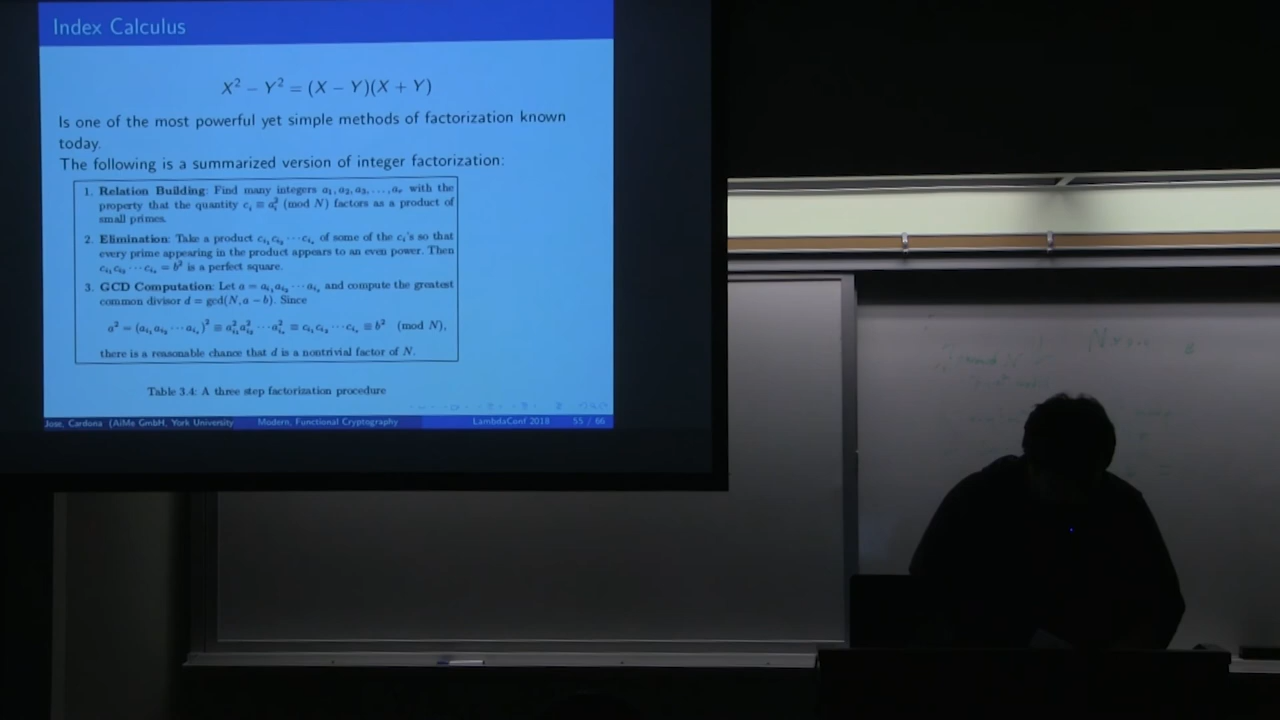 Index Calculus
X² − Y² = (X − Y)(X + Y)
Is one of the most powerful yet simple methods of factorization known
today.
The following is a summarized version of integer factorization:
1. Relation Building: Find many integers a₁, a₂, a₃, . . . , aᵣ with the
property that the quantity cᵢ ≡ aᵢ² (mod N) factors as a product of
small primes.
2. Elimination: Take a product cᵢ₁cᵢ₂ · · · cᵢₛ of some of the cᵢ's so that
every prime appearing in the product appears to an even power. Then
cᵢ₁cᵢ₂ · · · cᵢₛ = b² is a perfect square.
3. GCD Computation: Let a = aᵢ₁aᵢ₂ · · · aᵢₛ and compute the greatest
common divisor d = gcd(N, a − b). Since
a² = (aᵢ₁aᵢ₂ · · · aᵢₛ)² ≡ aᵢ₁²aᵢ₂² · · · aᵢₛ² ≡ cᵢ₁cᵢ₂ · · · cᵢₛ ≡ b² (mod N),
there is a reasonable chance that d is a nontrivial factor of N.
Table 3.4: A three step factorization procedure
Jose, Cardona (AiMe GmbH, York University Modern, Functional Cryptography LambdaConf 2018 55 / 66